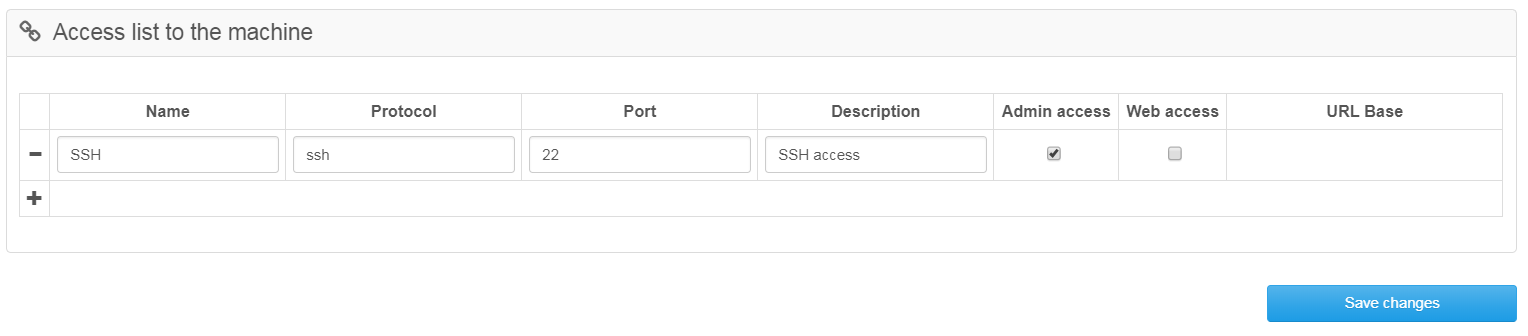 Access list to the machine
Name Protocol Port Description Admin access Web access URL Base
SSH ssh 22 SSH access
Save changes